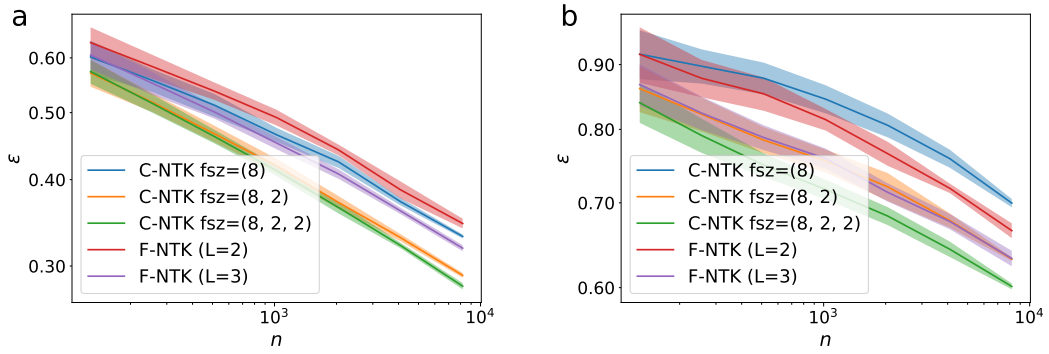 a
0.60
0.50
0.40
0.30
ε
C-NTK fsz=(8)
C-NTK fsz=(8, 2)
C-NTK fsz=(8, 2, 2)
F-NTK (L=2)
F-NTK (L=3)
10³
10⁴
n
b
0.90
0.80
0.70
0.60
ε
C-NTK fsz=(8)
C-NTK fsz=(8, 2)
C-NTK fsz=(8, 2, 2)
F-NTK (L=2)
F-NTK (L=3)
10³
10⁴
n